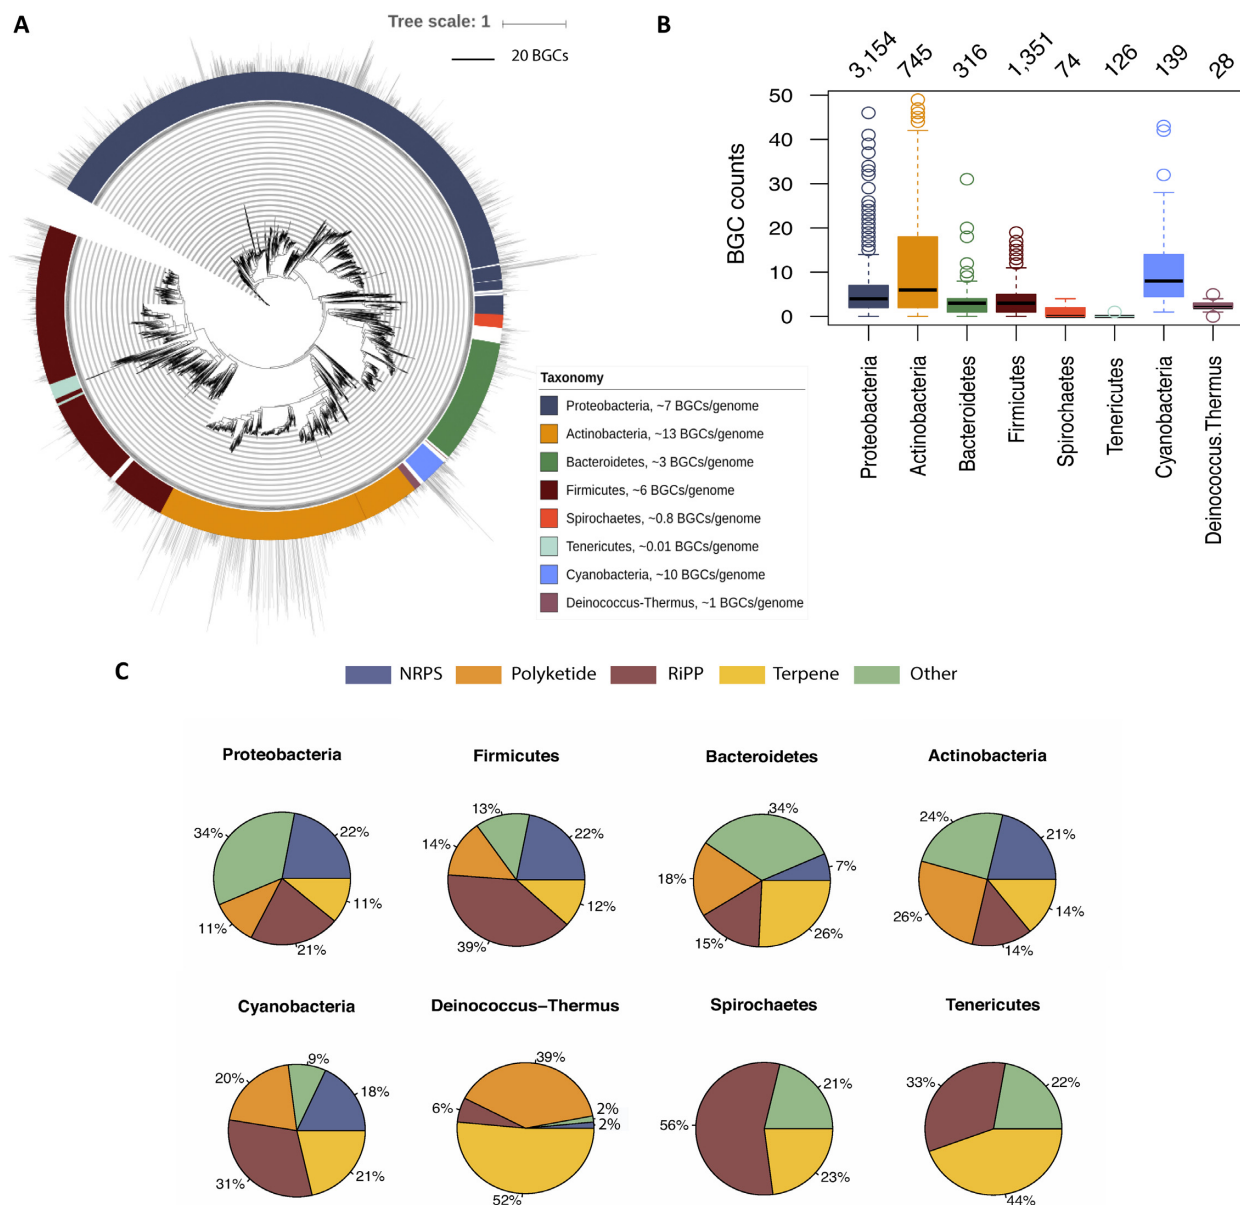 A
Tree scale: 1
20 BGCs
Taxonomy
Proteobacteria, ~7 BGCs/genome
Actinobacteria, ~13 BGCs/genome
Bacteroidetes, ~3 BGCs/genome
Firmicutes, ~6 BGCs/genome
Spirochaetes, ~0.8 BGCs/genome
Tenericutes, ~0.01 BGCs/genome
Cyanobacteria, ~10 BGCs/genome
Deinococcus-Thermus, ~1 BGCs/genome
B
3,154 745 316 1,351 74 126 139 28
BGC counts
50
40
30
20
10
0
Proteobacteria
Actinobacteria
Bacteroidetes
Firmicutes
Spirochaetes
Tenericutes
Cyanobacteria
Deinococcus.Thermus
C
NRPS Polyketide RiPP Terpene Other
Proteobacteria
34%
22%
11%
11%
21%
Firmicutes
13%
22%
14%
12%
39%
Bacteroidetes
34%
7%
18%
15%
26%
Actinobacteria
24%
21%
26%
14%
14%
Cyanobacteria
9%
20%
18%
31%
21%
Deinococcus–Thermus
39%
6%
2%
2%
52%
Spirochaetes
21%
56%
23%
Tenericutes
33%
22%
44%